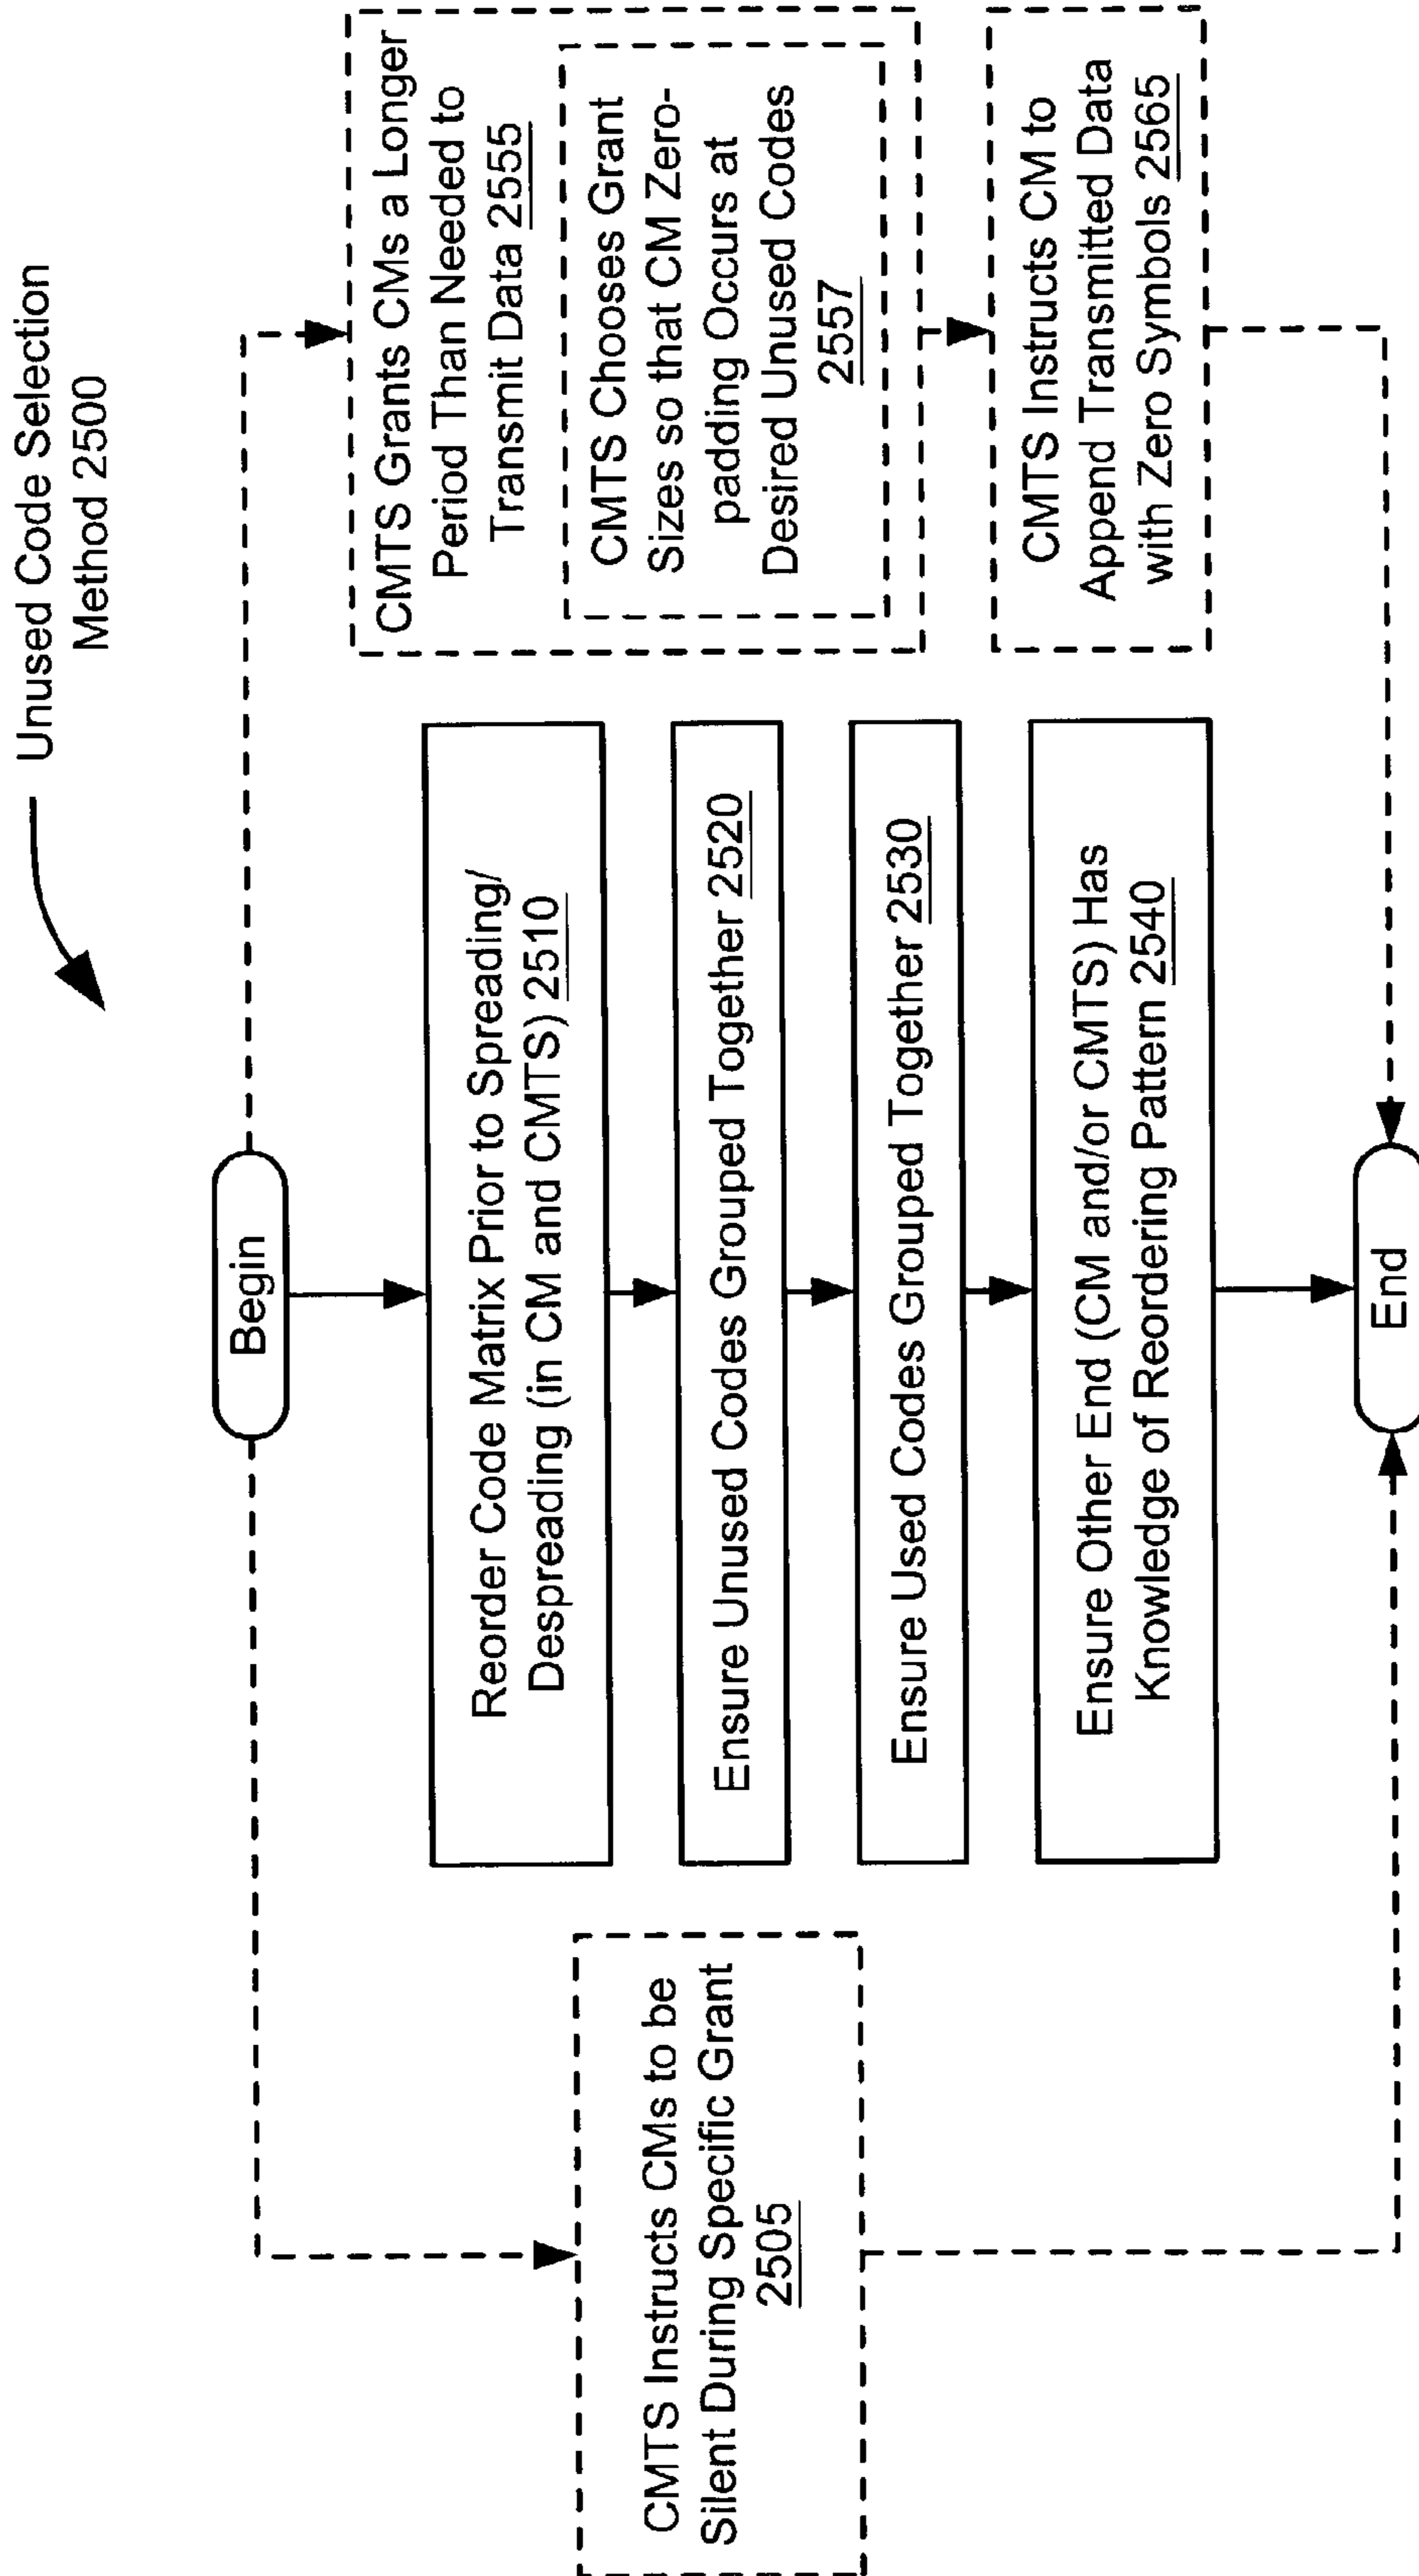 Unused Code Selection
Method 2500
Begin
CMTS Instructs CMs to be
Silent During Specific Grant
2505
Reorder Code Matrix Prior to Spreading/
Despreading (in CM and CMTS) 2510
Ensure Unused Codes Grouped Together 2520
Ensure Used Codes Grouped Together 2530
Ensure Other End (CM and/or CMTS) Has
Knowledge of Reordering Pattern 2540
CMTS Grants CMs a Longer
Period Than Needed to
Transmit Data 2555
CMTS Chooses Grant
Sizes so that CM Zero-
padding Occurs at
Desired Unused Codes
2557
CMTS Instructs CM to
Append Transmitted Data
with Zero Symbols 2565
End